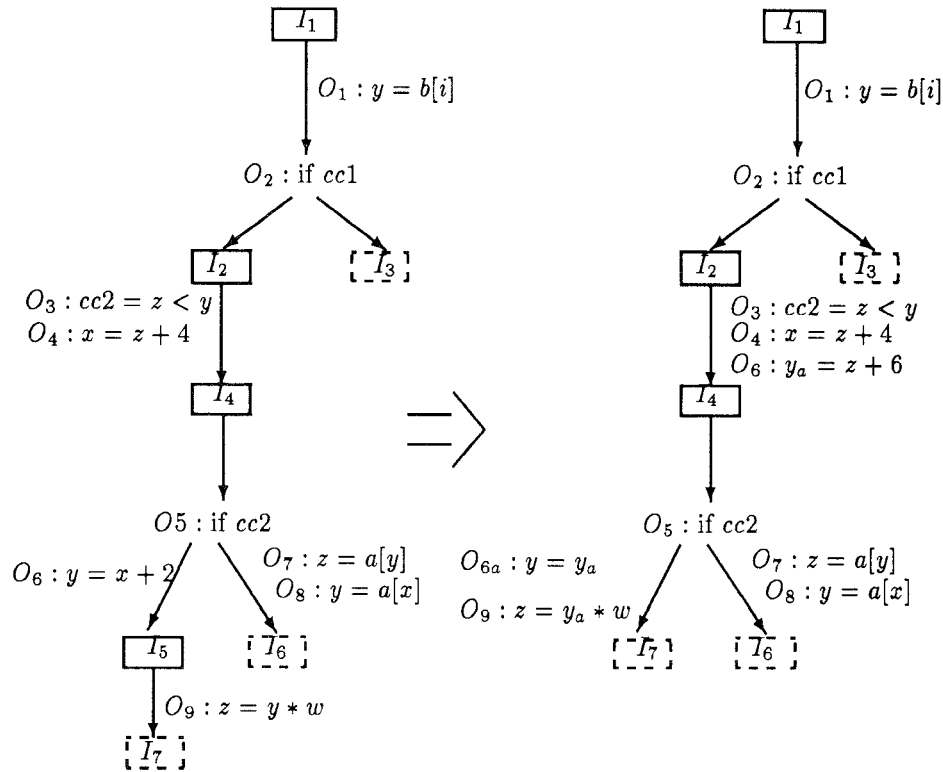 I₁
O₁ : y = b[i]
O₂ : if cc1
I₂
I₃
O₃ : cc2 = z < y
O₄ : x = z + 4
I₄
O5 : if cc2
O₆ : y = x + 2
O₇ : z = a[y]
O₈ : y = a[x]
I₅
I₆
O₉ : z = y * w
I₇
I₁
O₁ : y = b[i]
O₂ : if cc1
I₂
I₃
O₃ : cc2 = z < y
O₄ : x = z + 4
O₆ : yₐ = z + 6
I₄
O₅ : if cc2
O₆ₐ : y = yₐ
O₉ : z = yₐ * w
O₇ : z = a[y]
O₈ : y = a[x]
I₇
I₆